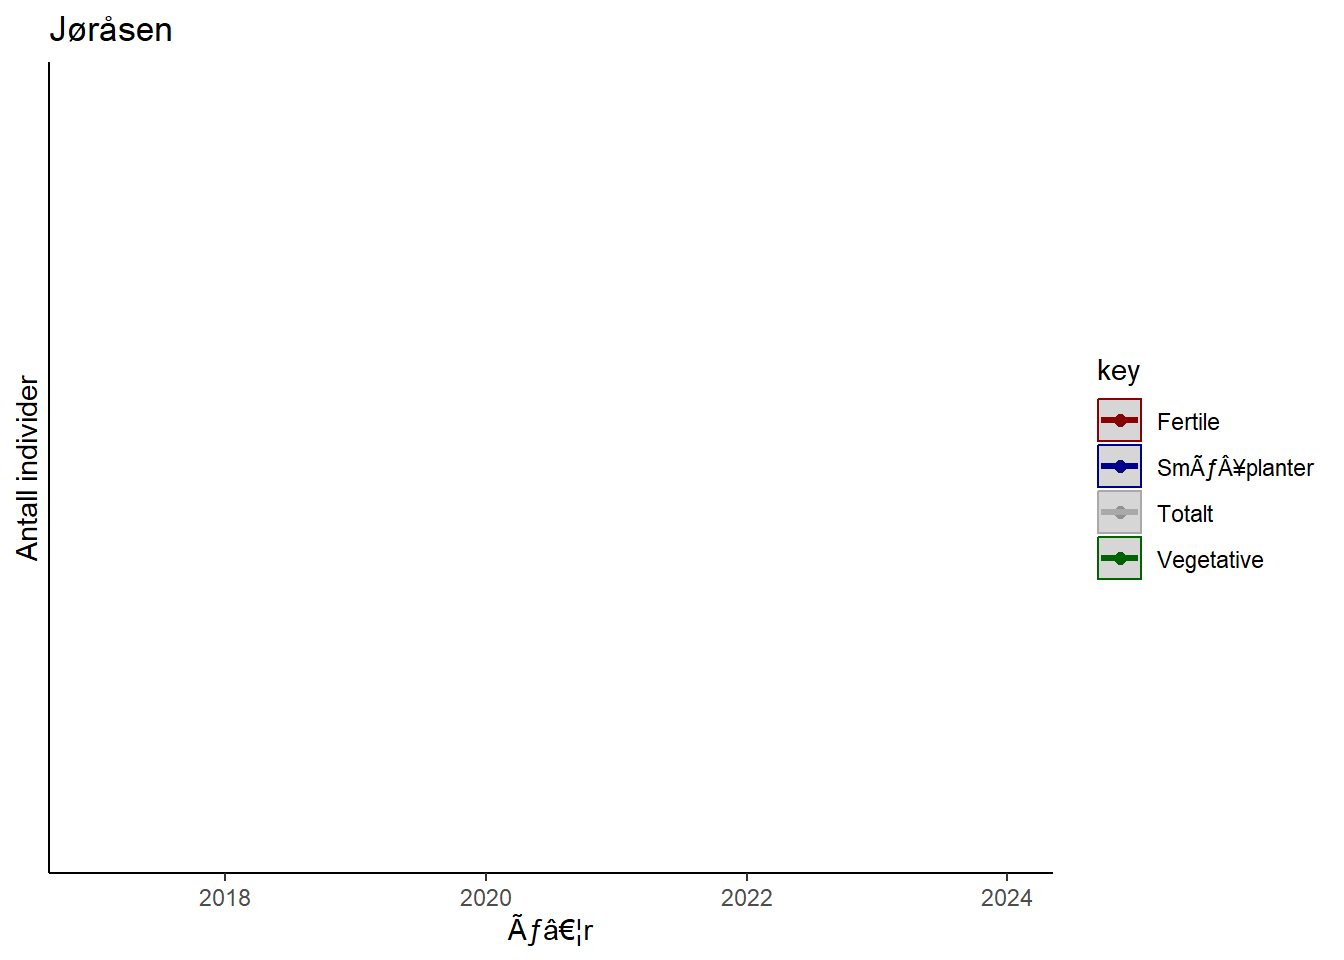 Jøråsen
Antall individer
2018
2020
2022
2024
Ãƒâ€¦r
key
Fertile
SmÃƒÂ¥planter
Totalt
Vegetative